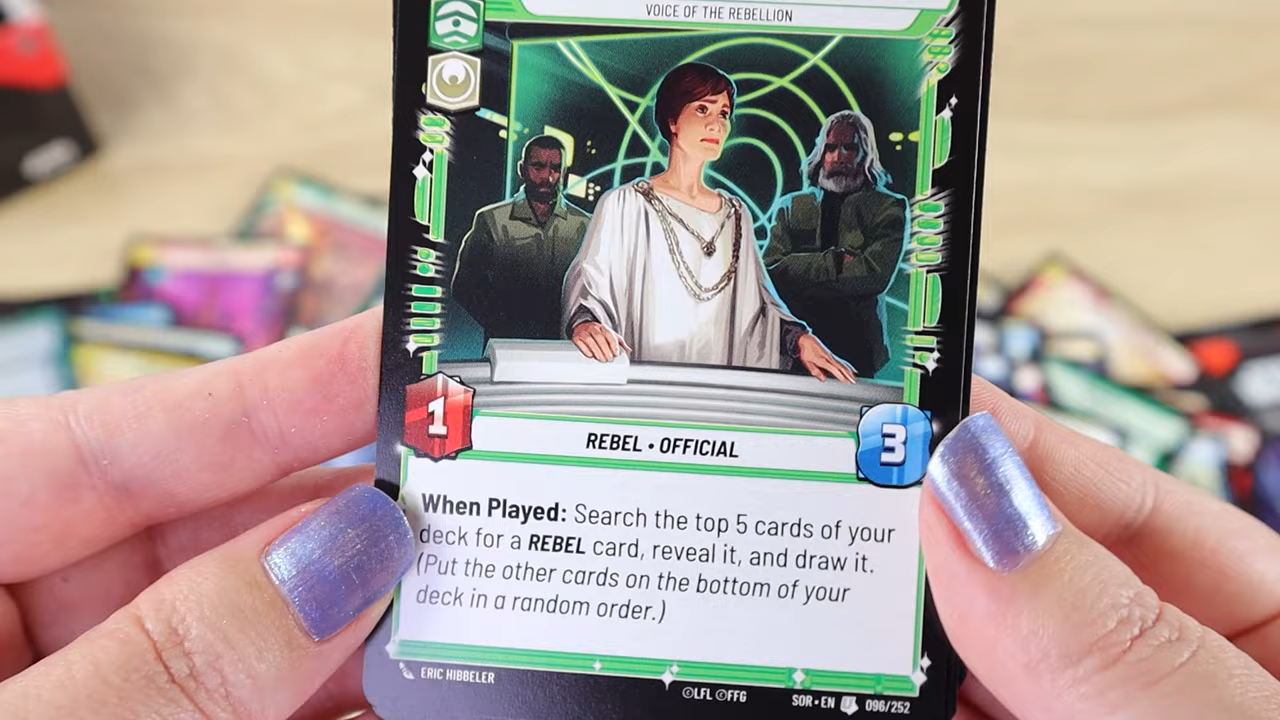 VOICE OF THE REBELLION
1
REBEL • OFFICIAL
3
When Played: Search the top 5 cards of your
deck for a REBEL card, reveal it, and draw it.
(Put the other cards on the bottom of your
deck in a random order.)
ERIC HIBBELER
©LFL ©FFG
SOR • EN U 096/252